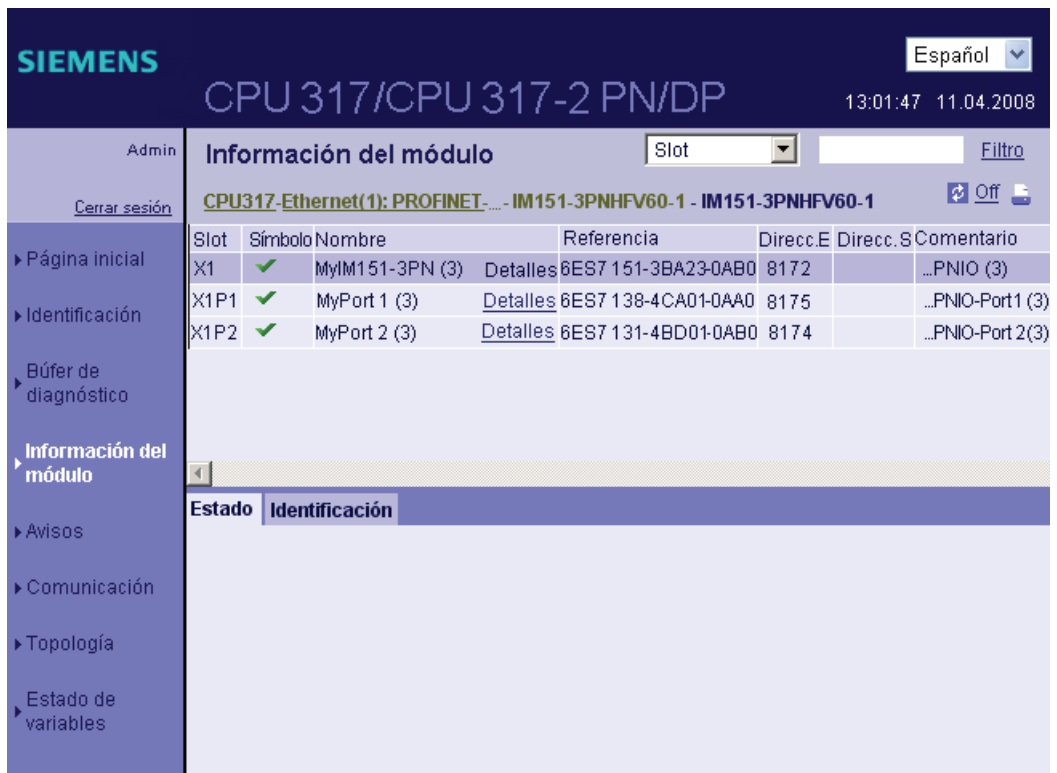 SIEMENS
Español
CPU 317/CPU 317-2 PN/DP
13:01:47 11.04.2008
Admin
Cerrar sesión
Información del módulo
Slot
Filtro
CPU317-Ethernet(1): PROFINET-...- IM151-3PNHFV60-1 - IM151-3PNHFV60-1
Off
Slot Símbolo Nombre Referencia Direcc.E Direcc.S Comentario
X1 MyIM151-3PN (3) Detalles 6ES7 151-3BA23-0AB0 8172 ...PNIO (3)
X1P1 MyPort 1 (3) Detalles 6ES7 138-4CA01-0AA0 8175 ...PNIO-Port1 (3)
X1P2 MyPort 2 (3) Detalles 6ES7 131-4BD01-0AB0 8174 ...PNIO-Port 2(3)
Página inicial
Identificación
Búfer de
diagnóstico
Información del
módulo
Avisos
Comunicación
Topología
Estado de
variables
Estado Identificación